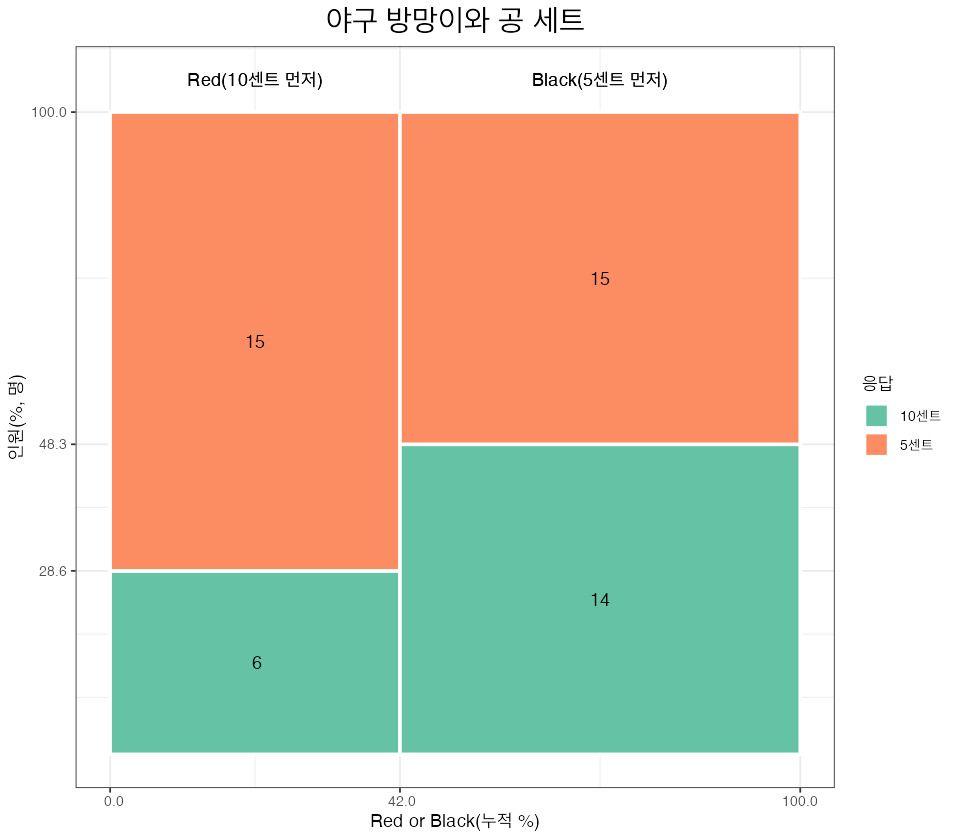 야구 방망이와 공 세트
Red(10센트 먼저)
Black(5센트 먼저)
100.0
48.3
28.6
인원(%, 명)
15
15
6
14
0.0
42.0
100.0
Red or Black(누적 %)
응답
10센트
5센트